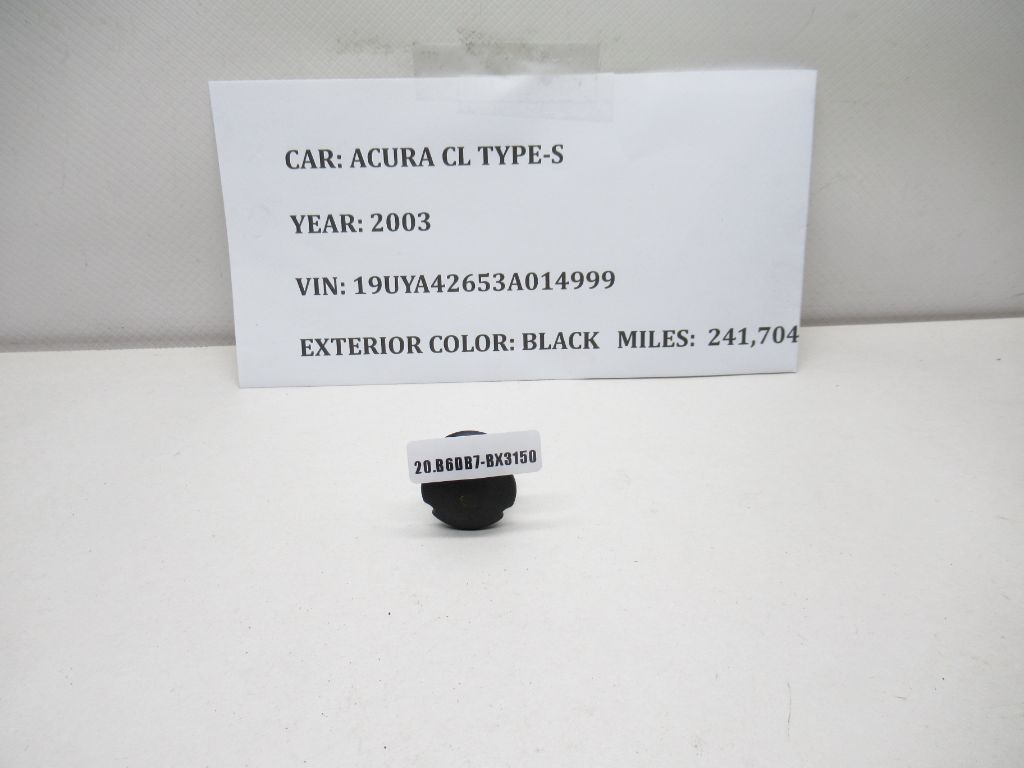 CAR: ACURA CL TYPE-S
YEAR: 2003
VIN: 19UYA42653A014999
EXTERIOR COLOR: BLACK MILES: 241,704
20.B6DB7-BX3150